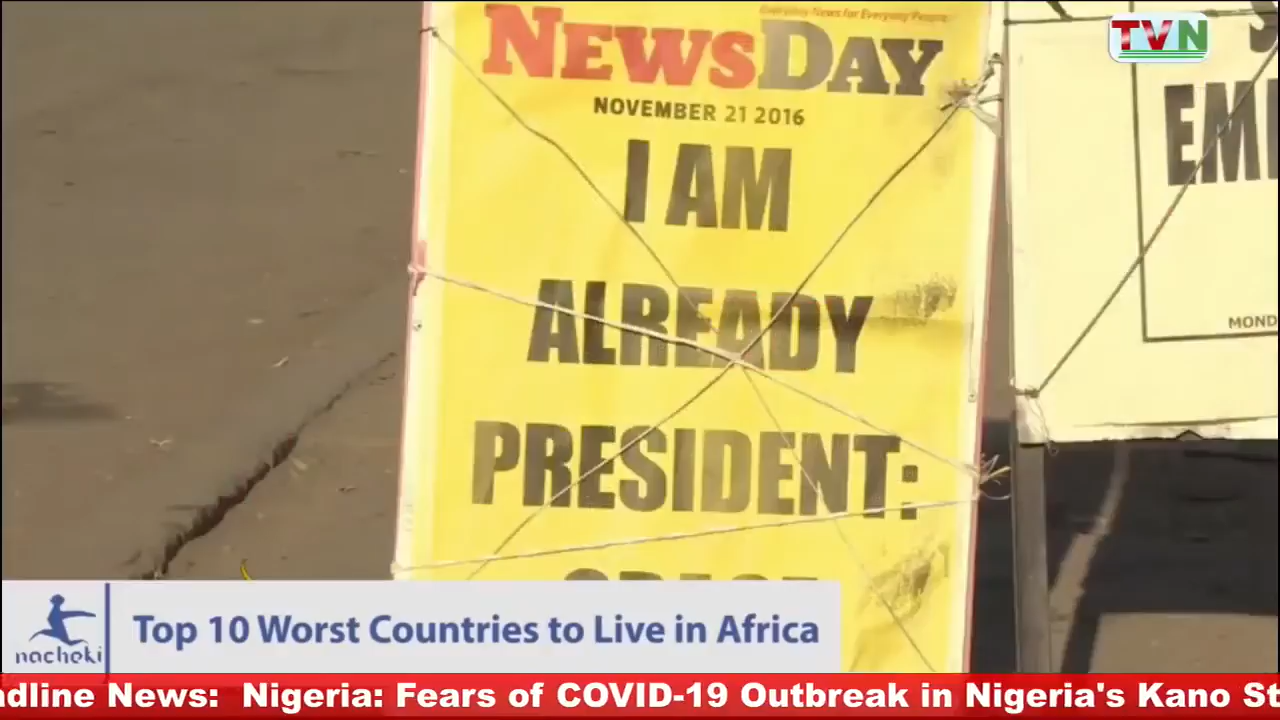 Everyday News for Everyday People
NEWSDAY
NOVEMBER 21 2016
I AM
ALREADY
PRESIDENT:
TVN
MOND
nacheki
Top 10 Worst Countries to Live in Africa
adline News: Nigeria: Fears of COVID-19 Outbreak in Nigeria's Kano St